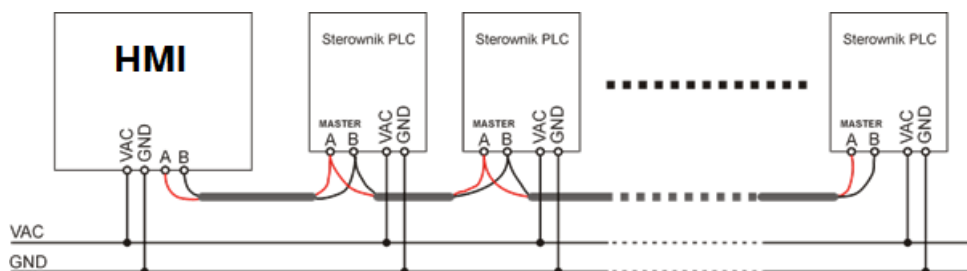 HMI
VAC
GND
A
B
Sterownik PLC
MASTER
A
B
VAC
GND
Sterownik PLC
MASTER
A
B
VAC
GND
Sterownik PLC
MASTER
A
B
VAC
GND
VAC
GND